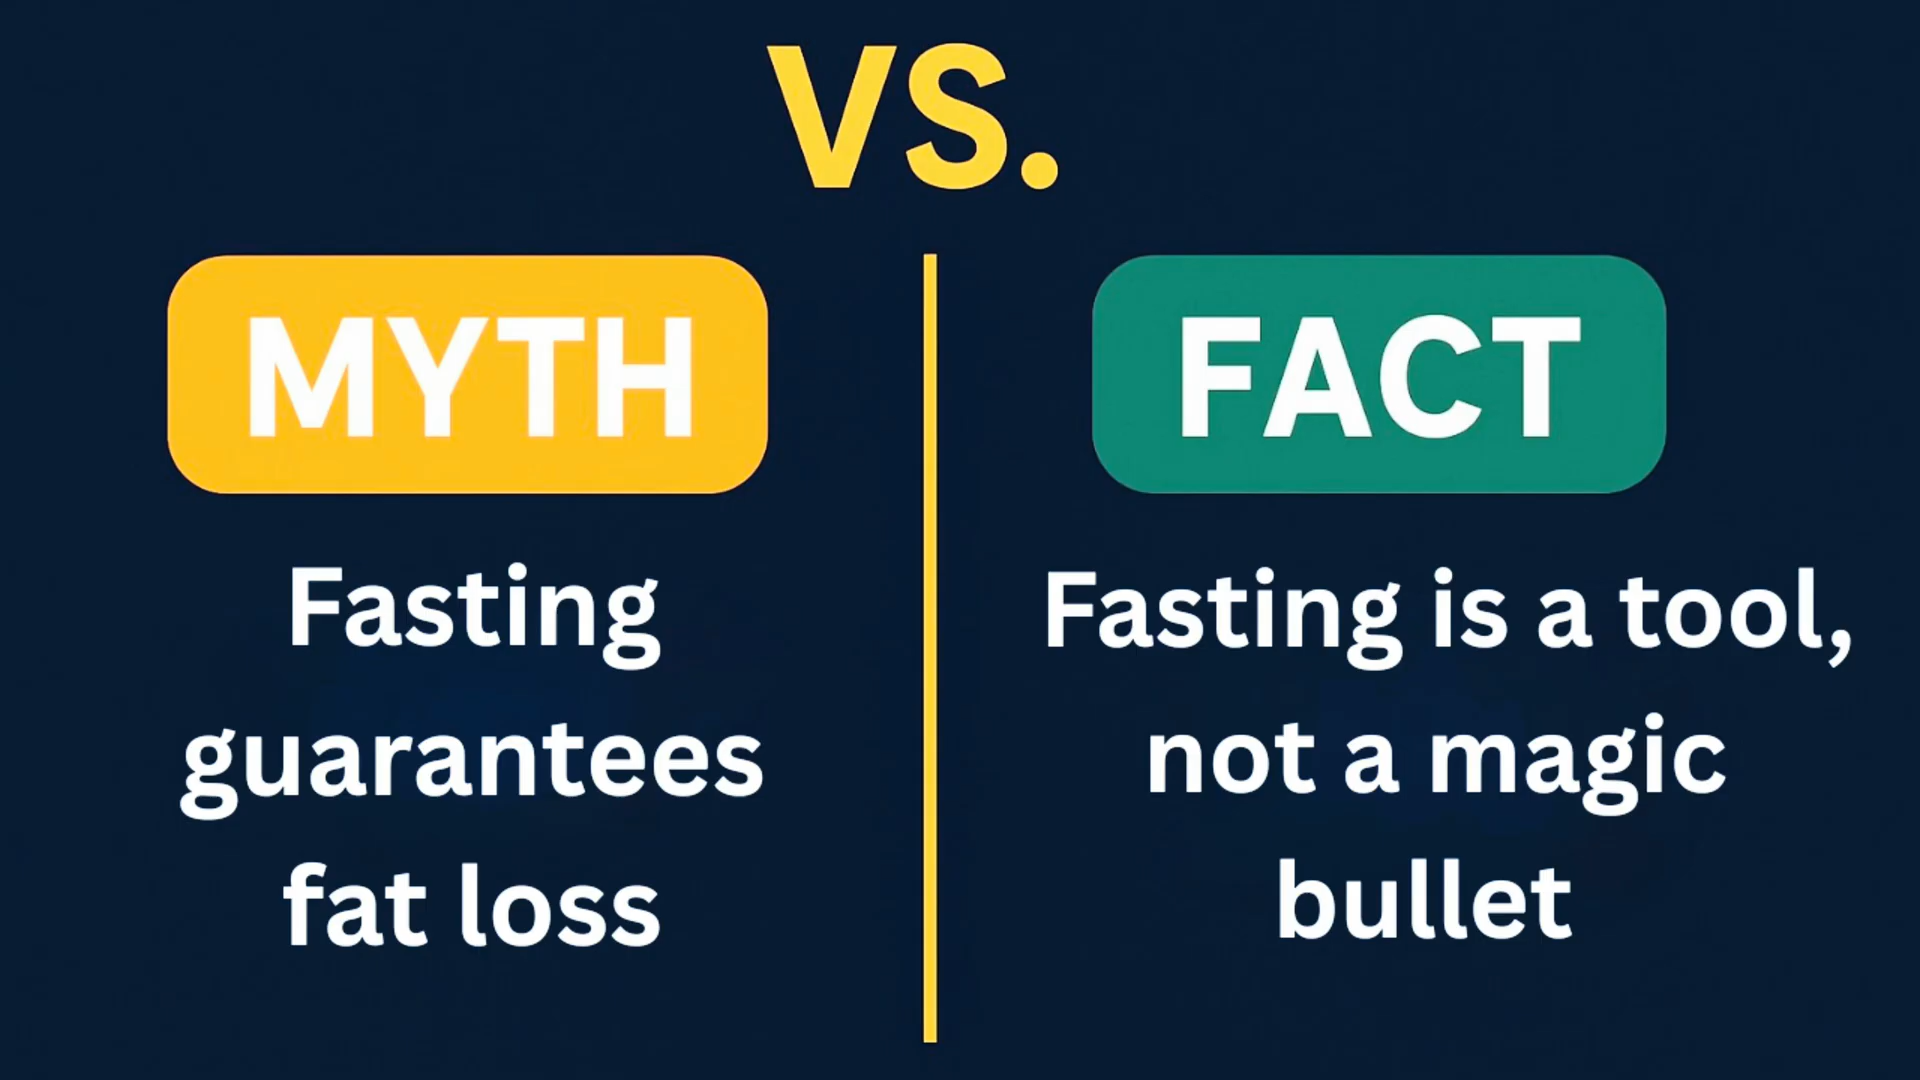 VS.
MYTH
Fasting
guarantees
fat loss
FACT
Fasting is a tool,
not a magic
bullet